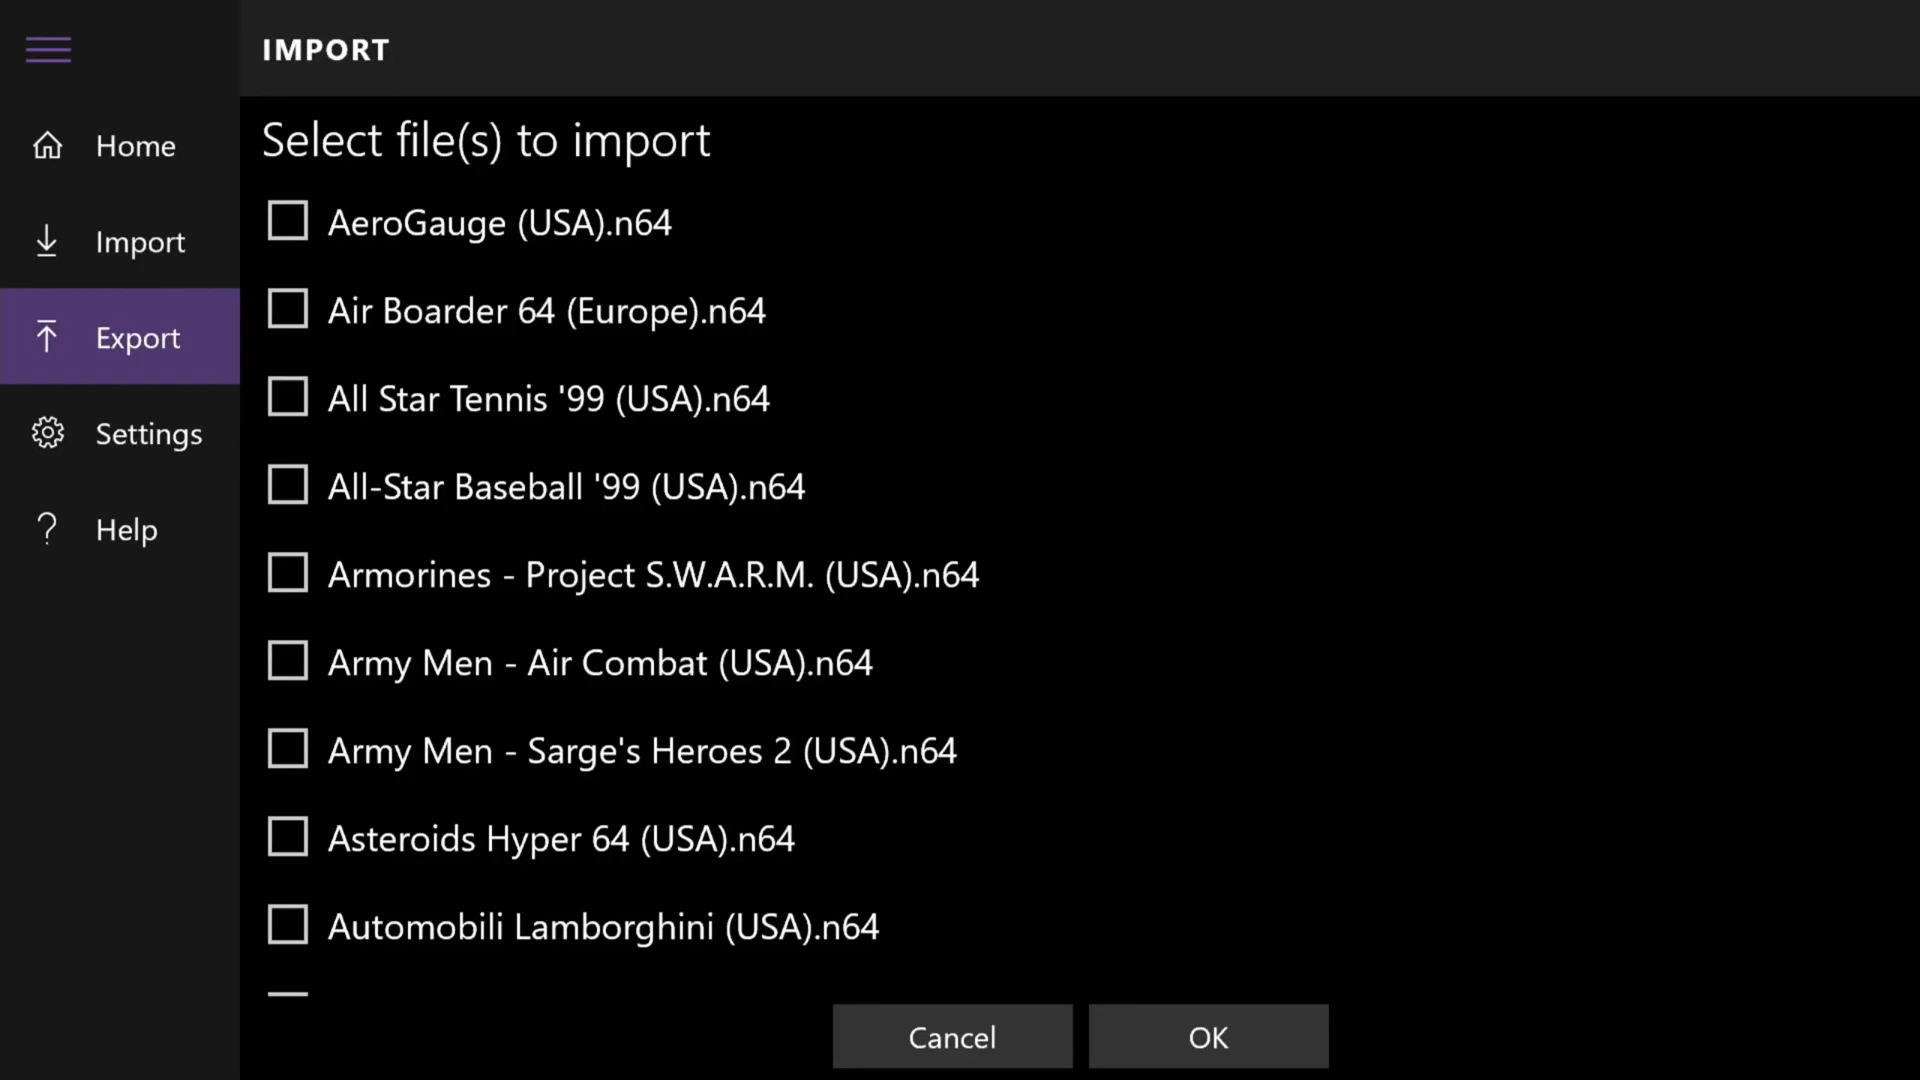 IMPORT
Home
Import
Export
Settings
Help
Select file(s) to import
AeroGauge (USA).n64
Air Boarder 64 (Europe).n64
All Star Tennis '99 (USA).n64
All-Star Baseball '99 (USA).n64
Armorines - Project S.W.A.R.M. (USA).n64
Army Men - Air Combat (USA).n64
Army Men - Sarge's Heroes 2 (USA).n64
Asteroids Hyper 64 (USA).n64
Automobili Lamborghini (USA).n64
Cancel
OK